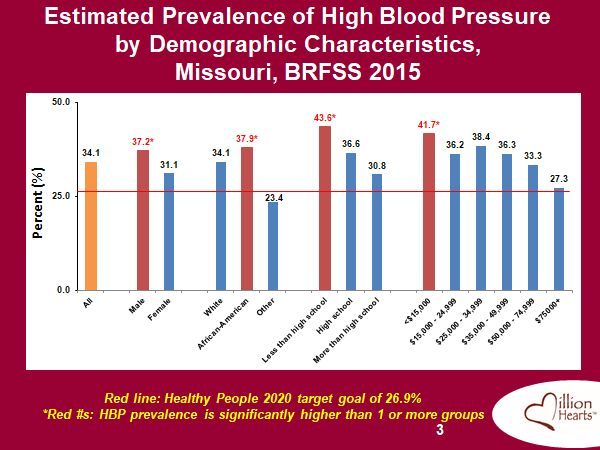 Estimated Prevalence of High Blood Pressure
by Demographic Characteristics,
Missouri, BRFSS 2015
Percent (%)
50.0
25.0
0.0
34.1
37.2*
31.1
34.1
37.9*
23.4
43.6*
36.6
30.8
41.7*
36.2
38.4
36.3
33.3
27.3
All
Male
Female
White
African-American
Other
Less than high school
High school
More than high school
<$15,000
$15,000 - 24,999
$25,000 - 34,999
$35,000 - 49,999
$50,000 - 74,999
$75000+
Red line: Healthy People 2020 target goal of 26.9%
*Red #s: HBP prevalence is significantly higher than 1 or more groups
3
Million
Hearts™